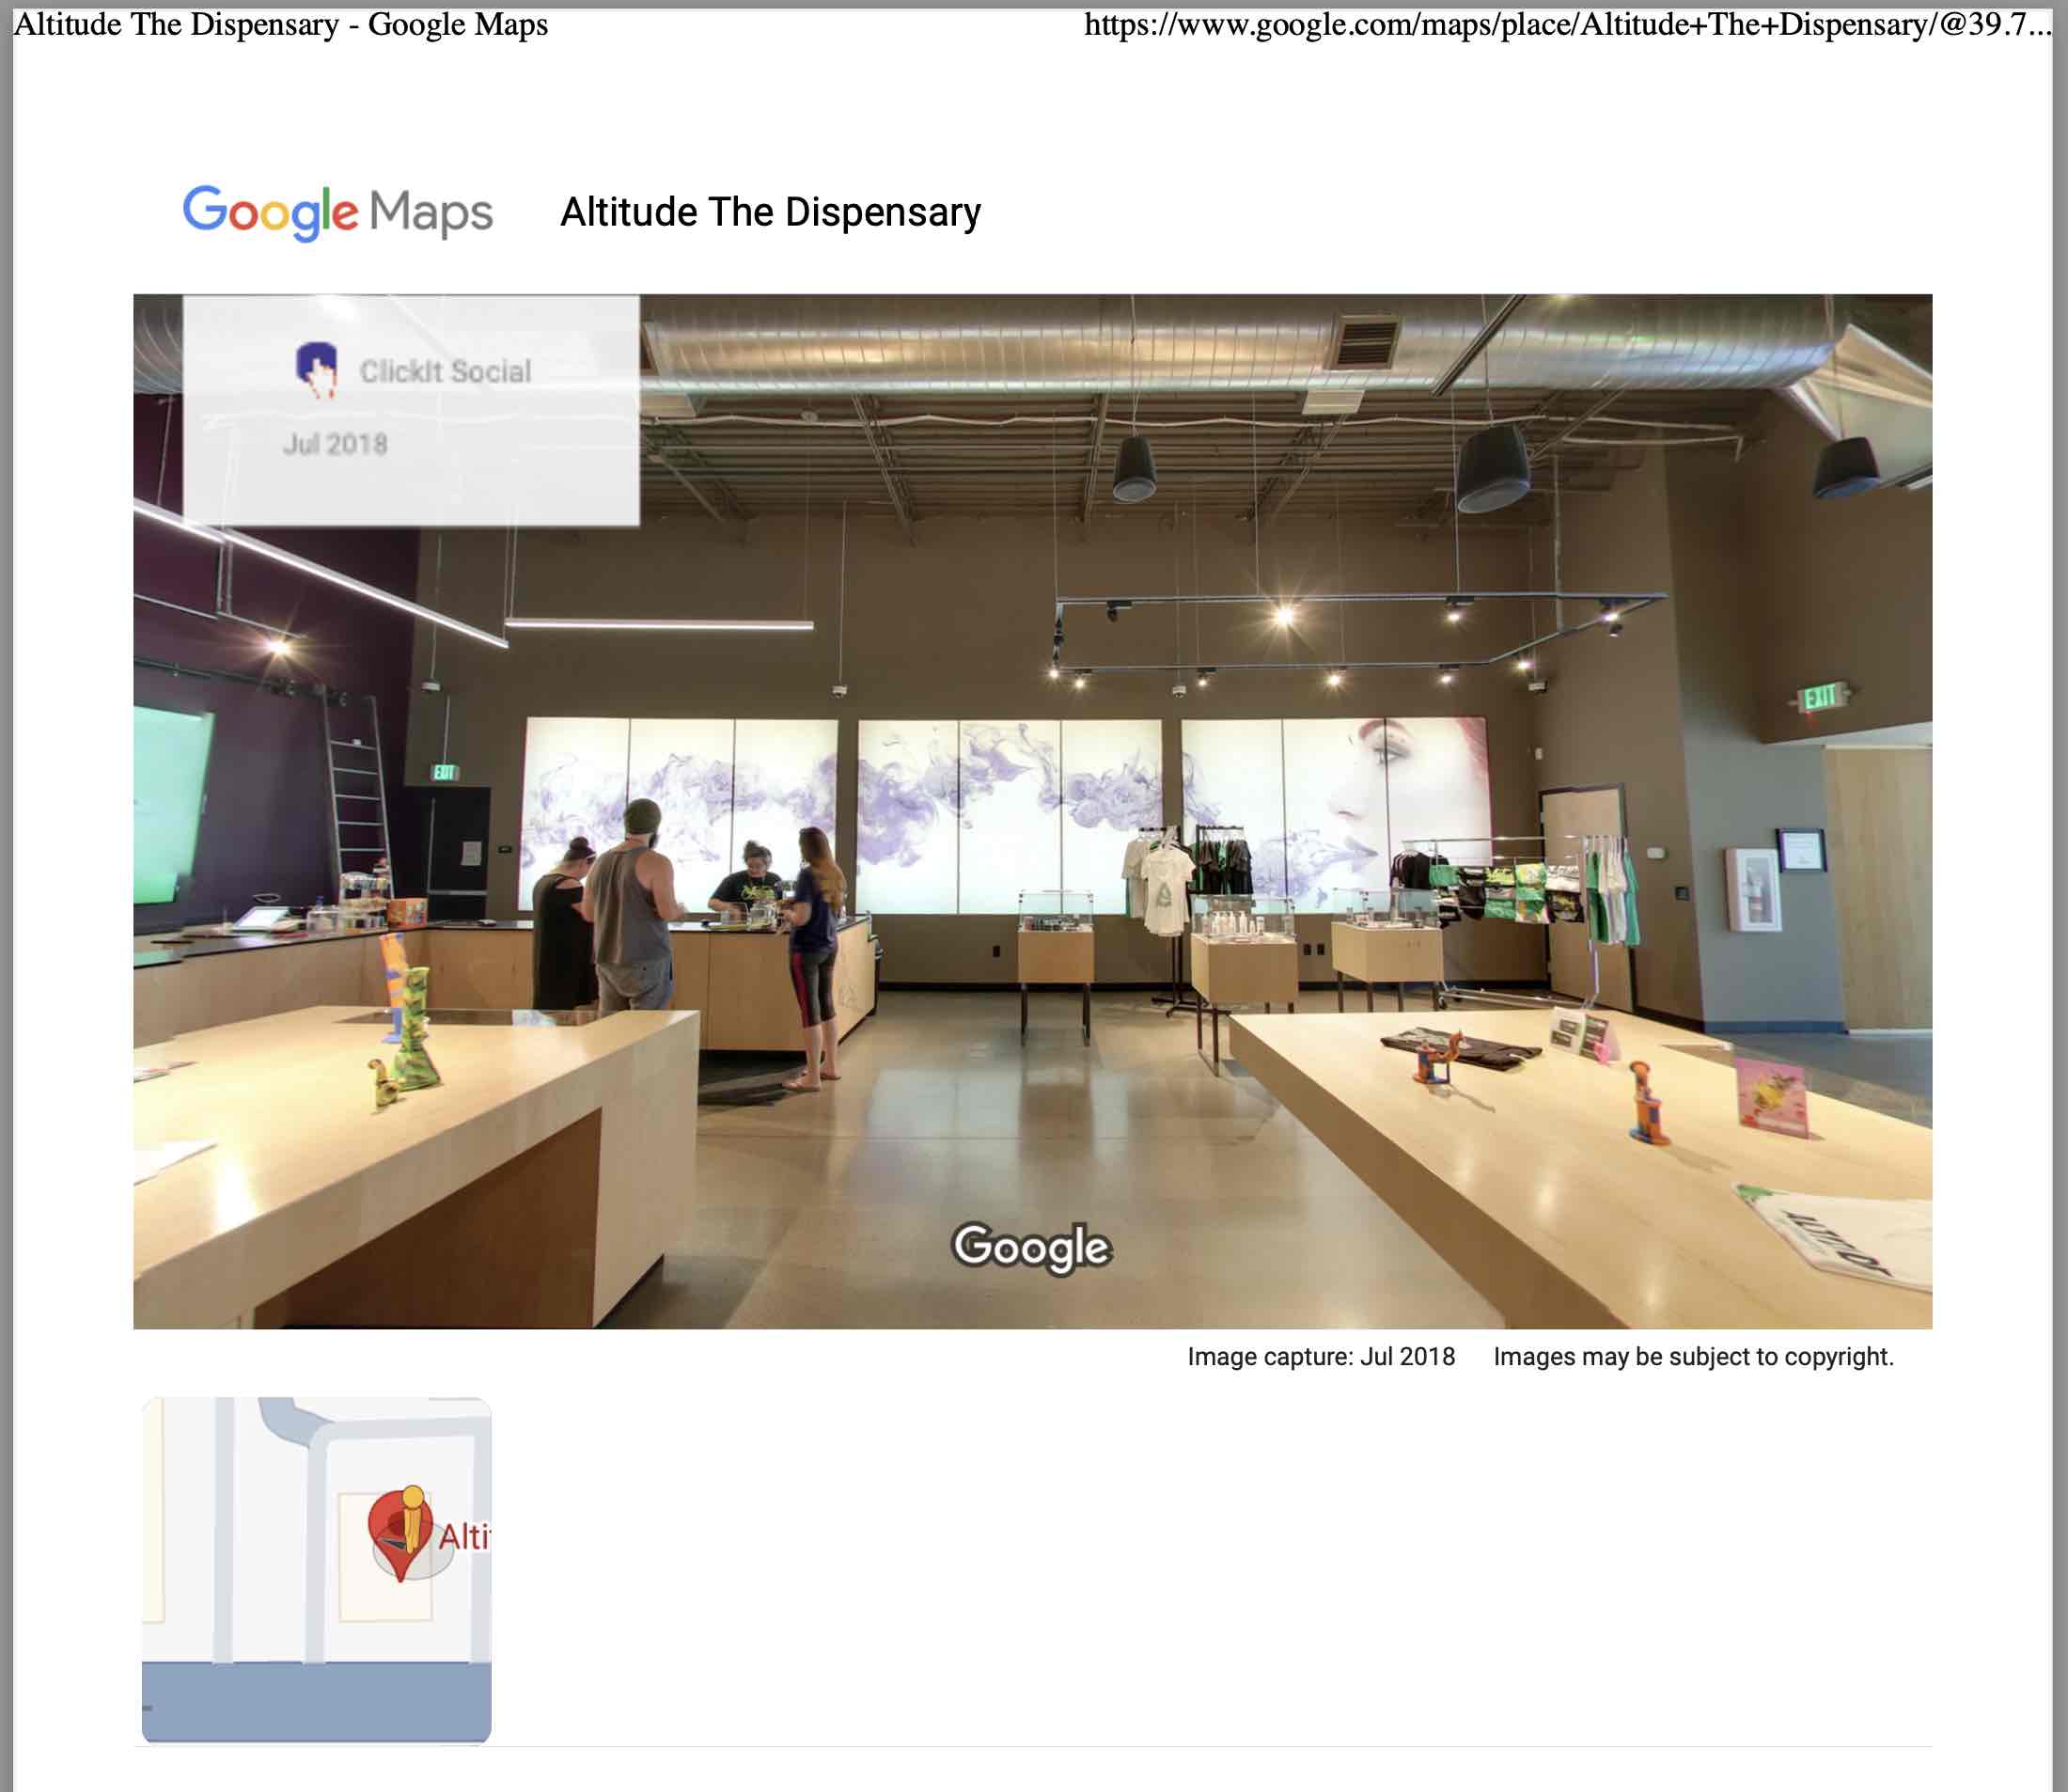 Altitude The Dispensary - Google Maps https://www.google.com/maps/place/Altitude+The+Dispensary/@39.7...
Google Maps Altitude The Dispensary
ClickIt Social
Jul 2018
EXIT
EXIT
Google
Image capture: Jul 2018 Images may be subject to copyright.
Alti